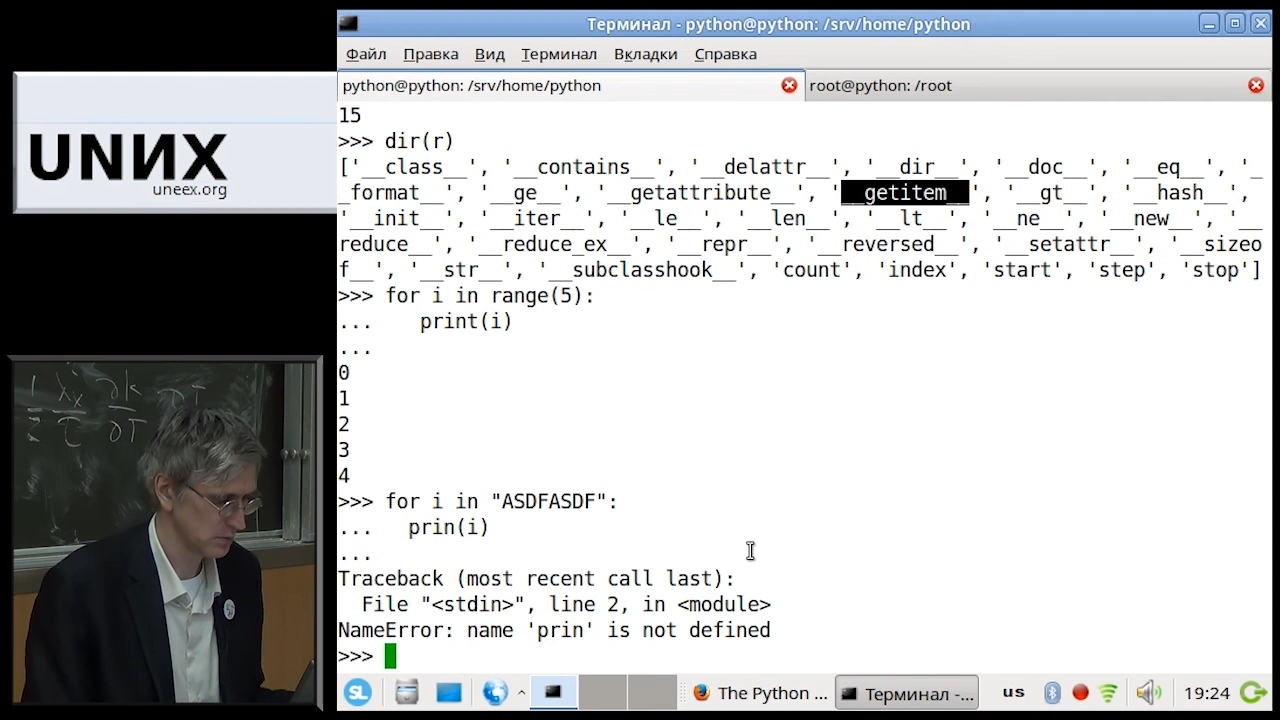 Терминал - python@python: /srv/home/python
Файл Правка Вид Терминал Вкладки Справка
python@python: /srv/home/python root@python: /root
UNИX
uneex.org
15
>>> dir(r)
['__class__', '__contains__', '__delattr__', '__dir__', '__doc__', '__eq__', '_
_format__', '__ge__', '__getattribute__', '__getitem__', '__gt__', '__hash__',
'__init__', '__iter__', '__le__', '__len__', '__lt__', '__ne__', '__new__', '__
reduce__', '__reduce_ex__', '__repr__', '__reversed__', '__setattr__', '__sizeo
f__', '__str__', '__subclasshook__', 'count', 'index', 'start', 'step', 'stop']
>>> for i in range(5):
...    print(i)
...
0
1
2
3
4
>>> for i in "ASDFASDF":
...   prin(i)
...
Traceback (most recent call last):
  File "<stdin>", line 2, in <module>
NameError: name 'prin' is not defined
>>>
The Python ... Терминал -... us 19:24